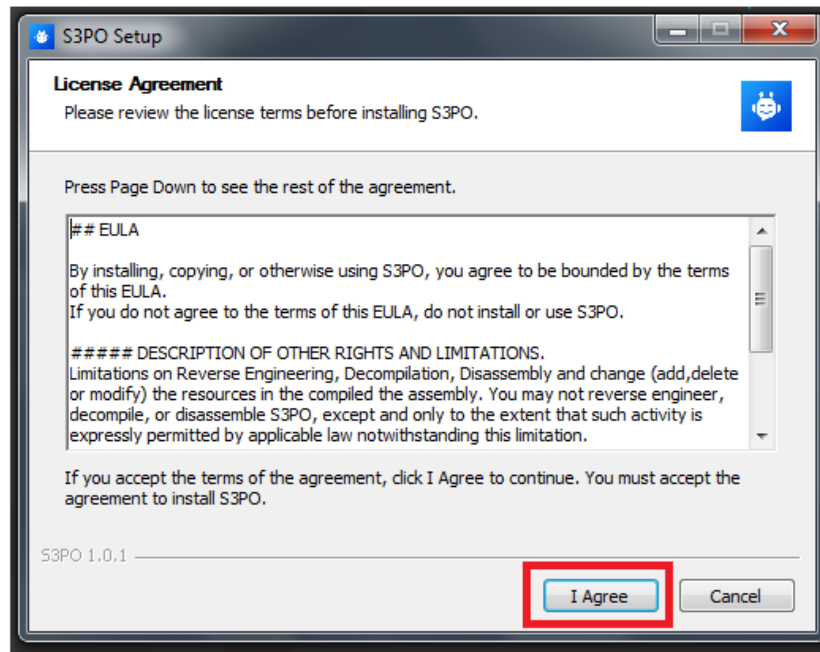 S3PO Setup
License Agreement
Please review the license terms before installing S3PO.
Press Page Down to see the rest of the agreement.
## EULA
By installing, copying, or otherwise using S3PO, you agree to be bounded by the terms
of this EULA.
If you do not agree to the terms of this EULA, do not install or use S3PO.
##### DESCRIPTION OF OTHER RIGHTS AND LIMITATIONS.
Limitations on Reverse Engineering, Decompilation, Disassembly and change (add,delete
or modify) the resources in the compiled the assembly. You may not reverse engineer,
decompile, or disassemble S3PO, except and only to the extent that such activity is
expressly permitted by applicable law notwithstanding this limitation.
If you accept the terms of the agreement, click I Agree to continue. You must accept the
agreement to install S3PO.
S3PO 1.0.1
I Agree
Cancel